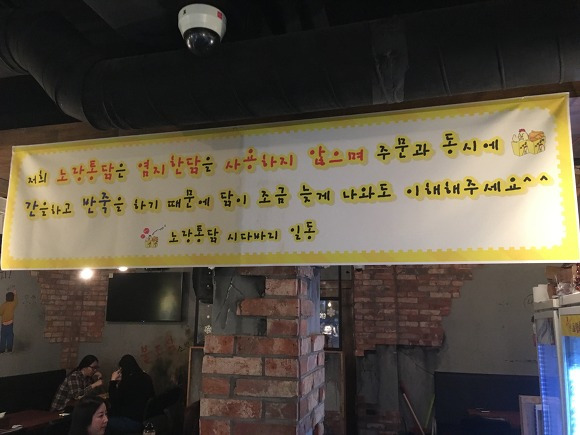 저희 노랑통닭은 염지한닭을 사용하지 않으며 주문과 동시에
간을하고 반죽을 하기 때문에 닭이 조금 늦게 나와도 이해해주세요^^
노랑통닭 시다바리 일동